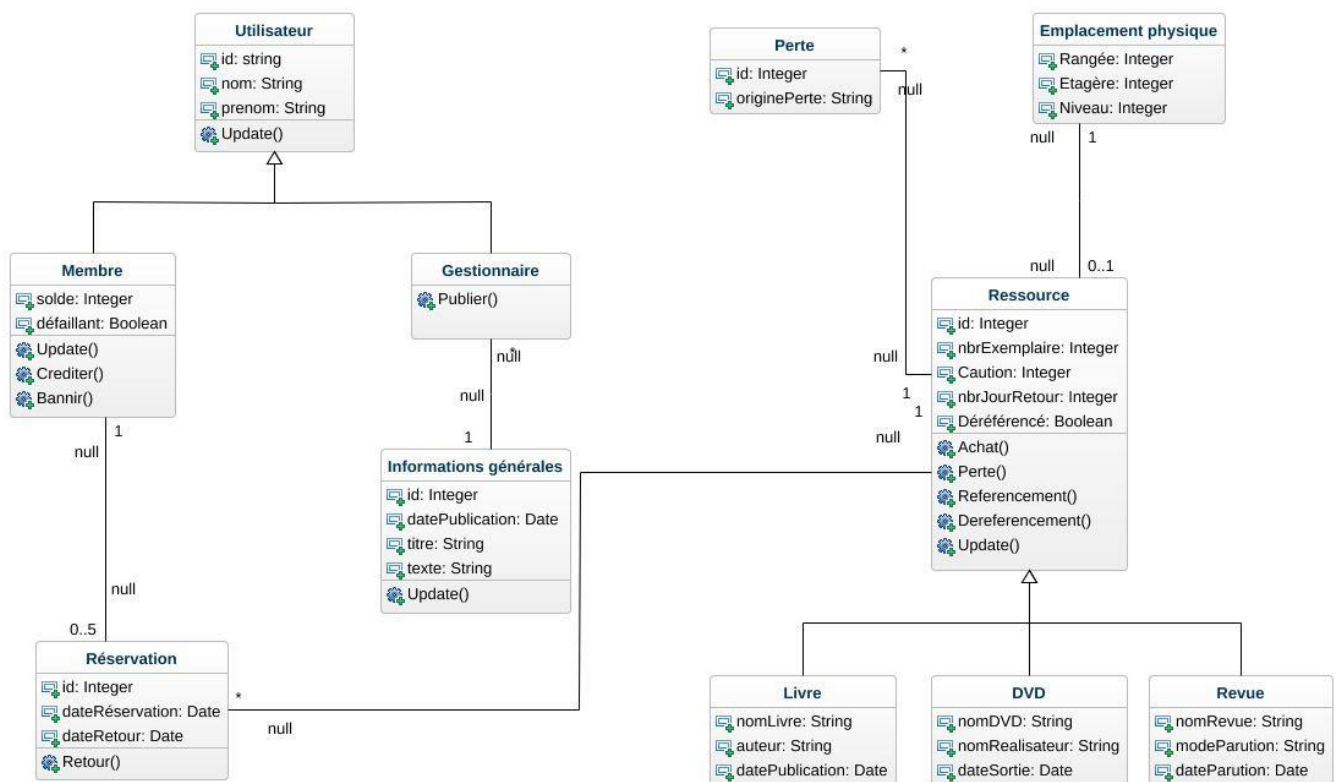 Utilisateur
id: string
nom: String
prenom: String
Update()
Perte
id: Integer
originePerte: String
*
null
Emplacement physique
Rangée: Integer
Etagère: Integer
Niveau: Integer
null
1
Membre
solde: Integer
défaillant: Boolean
Update()
Crediter()
Bannir()
Gestionnaire
Publier()
null
*
null
1
null
0..1
Ressource
id: Integer
nbrExemplaire: Integer
Caution: Integer
nbrJourRetour: Integer
Déréférencé: Boolean
Achat()
Perte()
Referencement()
Dereferencement()
Update()
null
1
1
null
1
null
Informations générales
id: Integer
datePublication: Date
titre: String
texte: String
Update()
null
0..5
Réservation
id: Integer
dateRéservation: Date
dateRetour: Date
Retour()
*
null
Livre
nomLivre: String
auteur: String
datePublication: Date
DVD
nomDVD: String
nomRealisateur: String
dateSortie: Date
Revue
nomRevue: String
modeParution: String
dateParution: Date